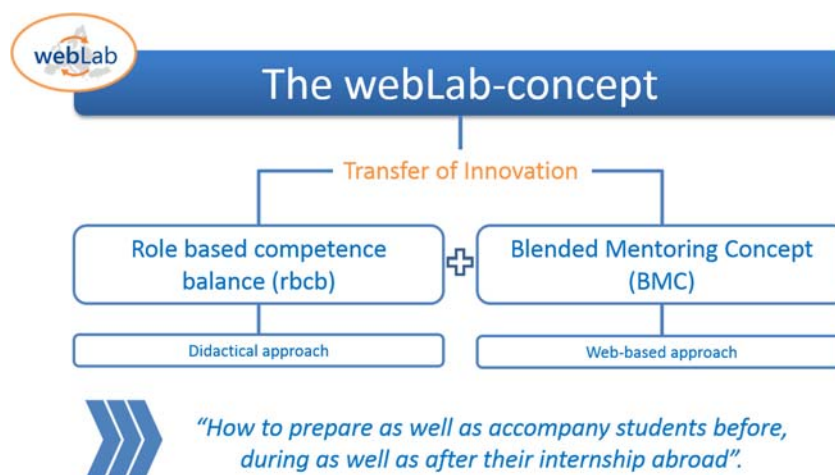 webLab
The webLab-concept
Transfer of Innovation
Role based competence
balance (rbcb)
Blended Mentoring Concept
(BMC)
Didactical approach
Web-based approach
“How to prepare as well as accompany students before,
during as well as after their internship abroad”.